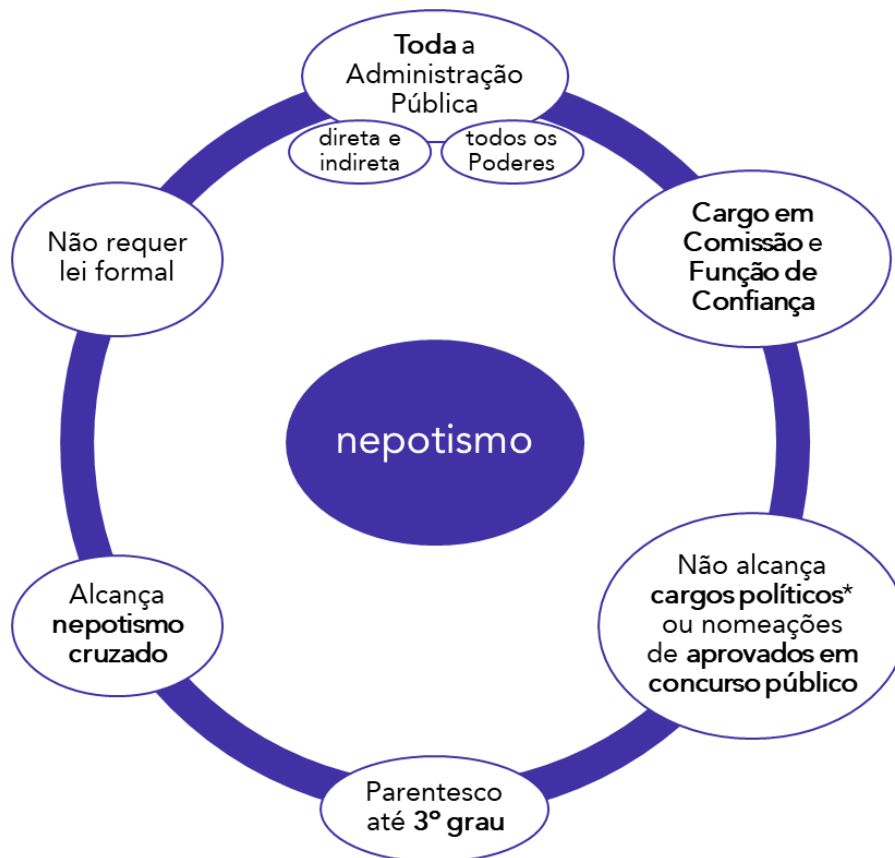 Toda a
Administração
Pública
direta e
indireta
todos os
Poderes
Cargo em
Comissão e
Função de
Confiança
Não alcança
cargos políticos*
ou nomeações
de aprovados em
concurso público
Parentesco
até 3º grau
Alcança
nepotismo
cruzado
Não requer
lei formal
nepotismo